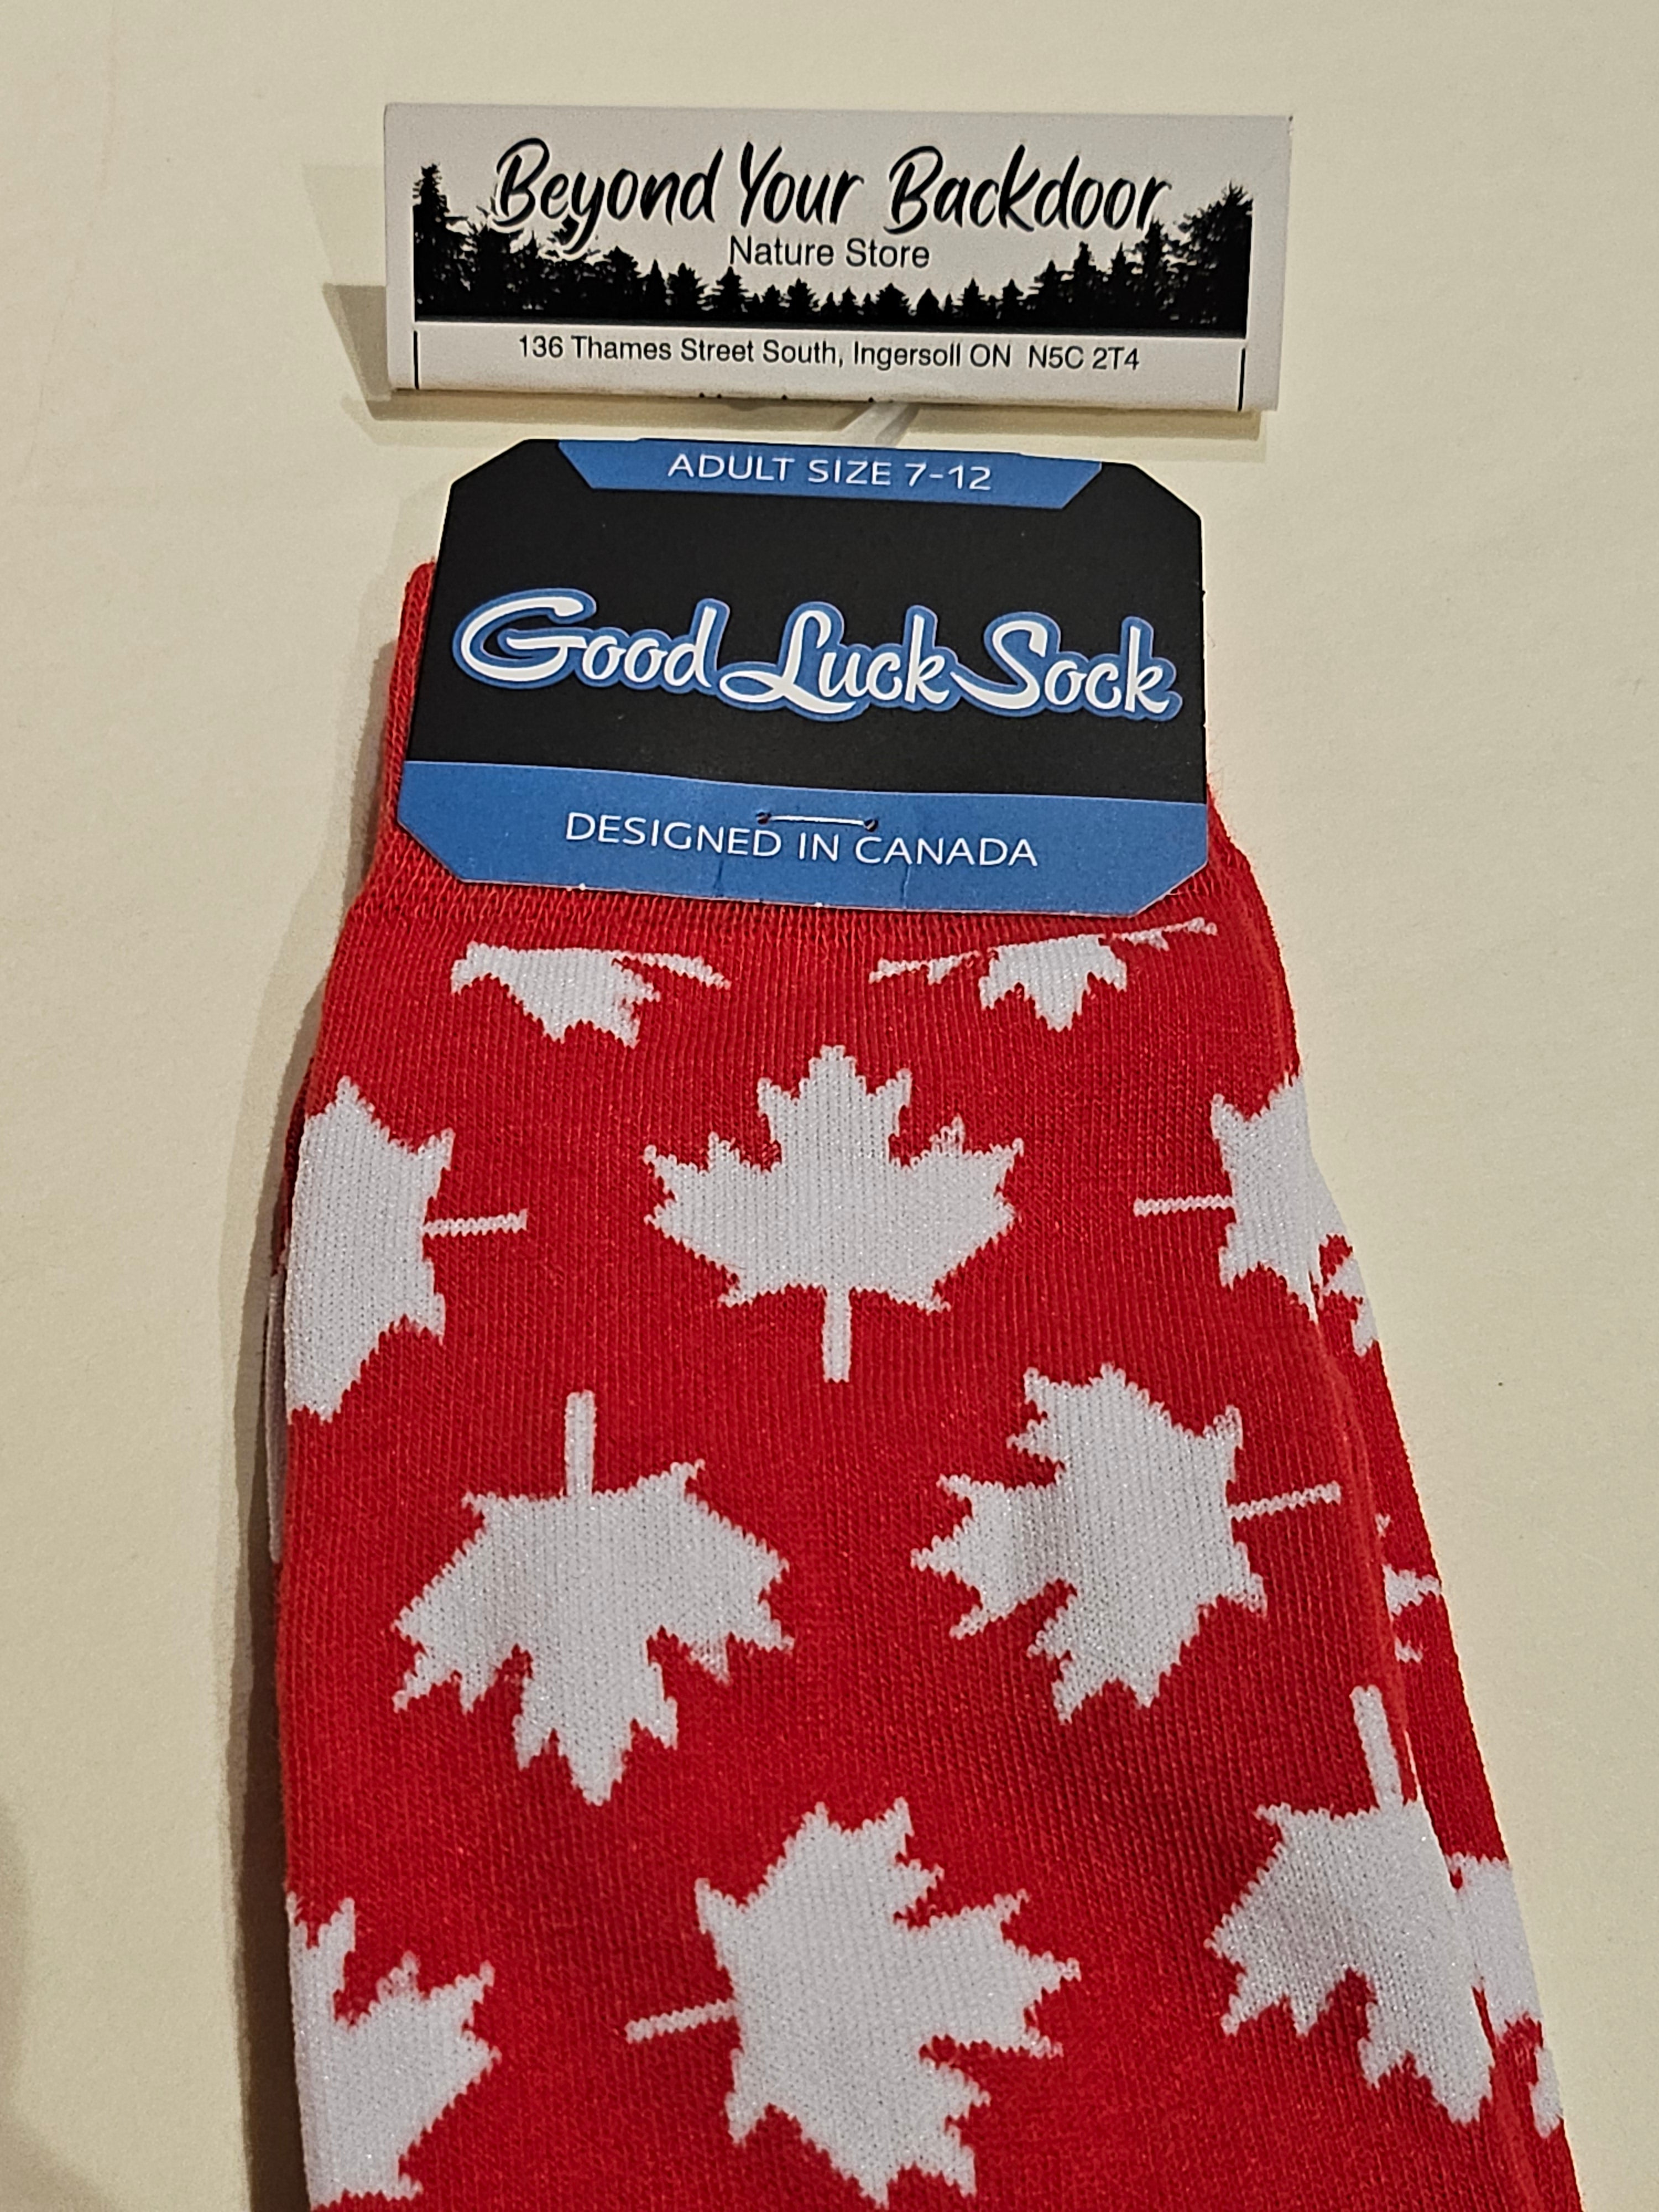 Beyond Your Backdoor
Nature Store
136 Thames Street South, Ingersoll ON  N5C 2T4
ADULT SIZE 7-12
Good Luck Sock
DESIGNED IN CANADA